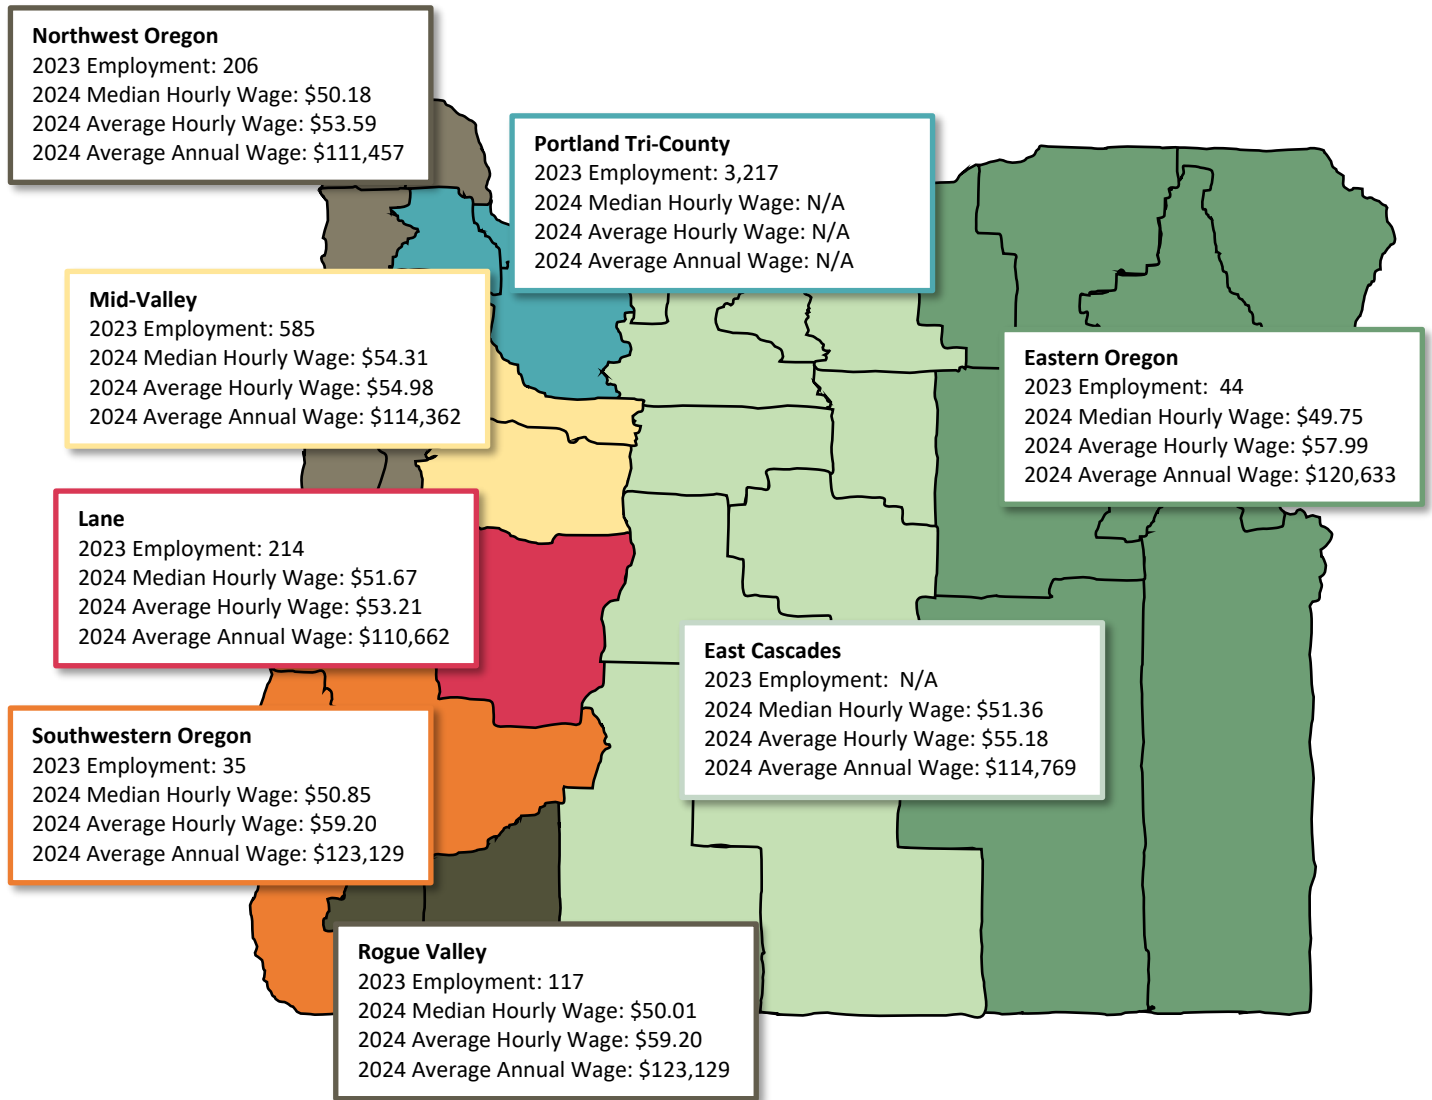 Northwest Oregon
2023 Employment: 206
2024 Median Hourly Wage: $50.18
2024 Average Hourly Wage: $53.59
2024 Average Annual Wage: $111,457
Portland Tri-County
2023 Employment: 3,217
2024 Median Hourly Wage: N/A
2024 Average Hourly Wage: N/A
2024 Average Annual Wage: N/A
Mid-Valley
2023 Employment: 585
2024 Median Hourly Wage: $54.31
2024 Average Hourly Wage: $54.98
2024 Average Annual Wage: $114,362
Eastern Oregon
2023 Employment: 44
2024 Median Hourly Wage: $49.75
2024 Average Hourly Wage: $57.99
2024 Average Annual Wage: $120,633
Lane
2023 Employment: 214
2024 Median Hourly Wage: $51.67
2024 Average Hourly Wage: $53.21
2024 Average Annual Wage: $110,662
East Cascades
2023 Employment: N/A
2024 Median Hourly Wage: $51.36
2024 Average Hourly Wage: $55.18
2024 Average Annual Wage: $114,769
Southwestern Oregon
2023 Employment: 35
2024 Median Hourly Wage: $50.85
2024 Average Hourly Wage: $59.20
2024 Average Annual Wage: $123,129
Rogue Valley
2023 Employment: 117
2024 Median Hourly Wage: $50.01
2024 Average Hourly Wage: $59.20
2024 Average Annual Wage: $123,129